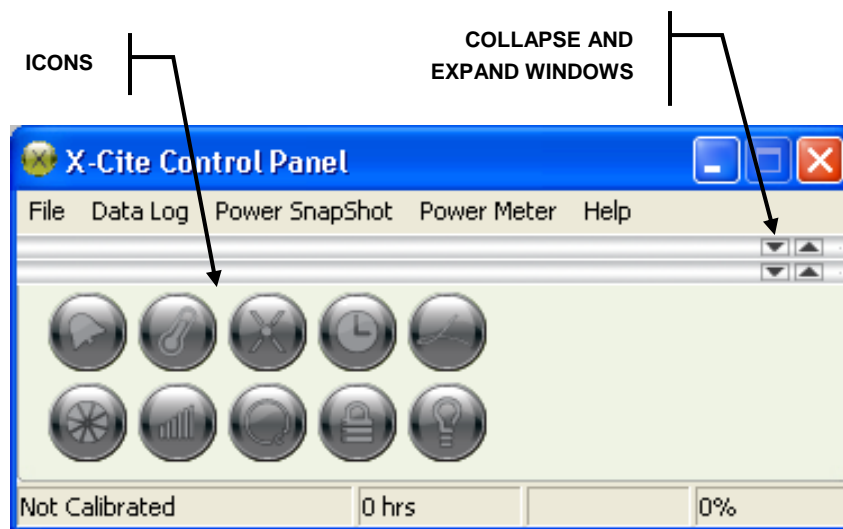 ICONS
COLLAPSE AND
EXPAND WINDOWS
X-Cite Control Panel
File Data Log Power SnapShot Power Meter Help
Not Calibrated 0 hrs 0%